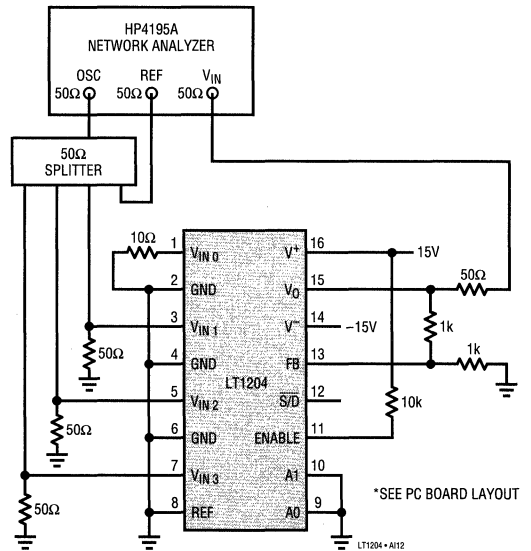 HP4195A
NETWORK ANALYZER
OSC REF VIN
50Ω 50Ω 50Ω
50Ω
SPLITTER
10Ω
1 VIN 0 V+ 16 15V
2 GND VO 15 50Ω
3 VIN 1 V– 14 –15V
1k
50Ω
4 GND FB 13 1k
LT1204
5 VIN 2 S/D 12
10k
50Ω
6 GND ENABLE 11
7 VIN 3 A1 10
*SEE PC BOARD LAYOUT
50Ω
8 REF A0 9
LT1204 • AI12